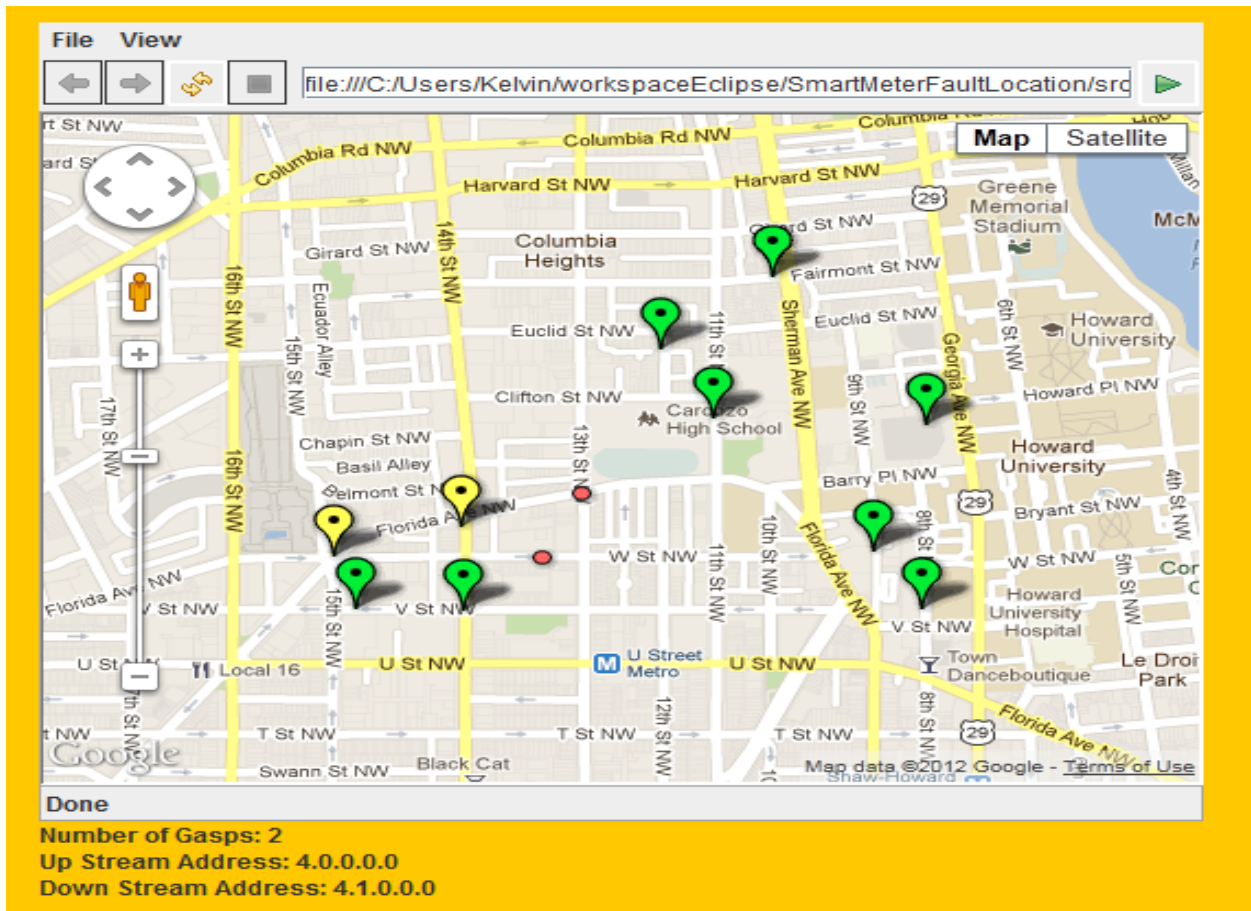 File View
file:///C:/Users/Kelvin/workspaceEclipse/SmartMeterFaultLocation/src
Map Satellite
rt St NW
Columbia Rd NW
Columbia Rd NW
Columbia
Harvard St NW
Harvard St NW
29
Greene
Memorial
Stadium
McM
Girard St NW
14th St NW
Columbia
Heights
Fairmont St NW
16th St NW
Ecuador Alley
15th St NW
Euclid St NW
11th St
Sherman Ave NW
Euclid St NW
Georgia Ave NW
6th St NW
Howard
University
17th St NW
Clifton St NW
Cardozo
High School
9th St NW
Howard Pl NW
Chapin St NW
13th St N
Basil Alley
Belmont St N
16th St NW
Howard
University
Barry Pl NW
4th St NW
Florida Ave NW
29
Bryant St NW
10th St NW
8th St
W St NW
11th St NW
W St NW
5th St NW
Florida Ave NW
V St NW
15th St NW
V St NW
Florida Ave NW
Howard
University
Hospital
V St NW
U St
Local 16
U St NW
M
U Street
Metro
U St NW
Town
Danceboutique
Le Droi
Park
12th St NW
8th St NW
T St NW
T St NW
T St NW
29
Florida Ave NW
Google
Swann St NW
Black Cat
Map data ©2012 Google - Terms of Use
Shaw-Howard
Done
Number of Gasps: 2
Up Stream Address: 4.0.0.0.0
Down Stream Address: 4.1.0.0.0